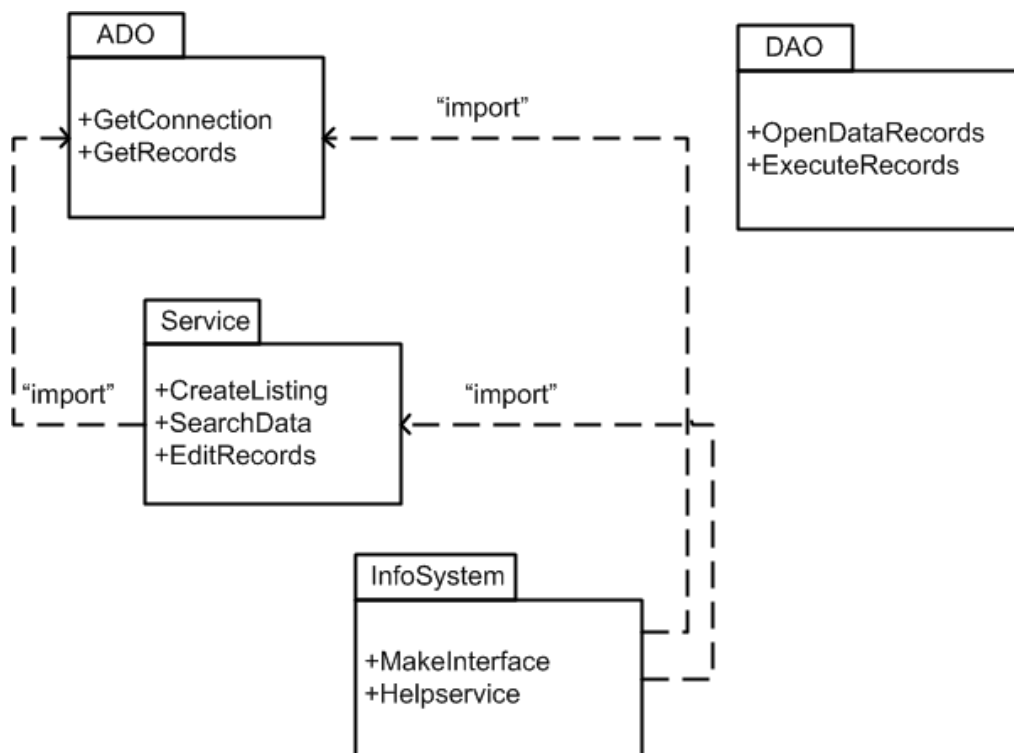 ADO
+GetConnection
+GetRecords
“import”
DAO
+OpenDataRecords
+ExecuteRecords
Service
“import”
+CreateListing
+SearchData
+EditRecords
“import”
InfoSystem
+MakeInterface
+Helpservice